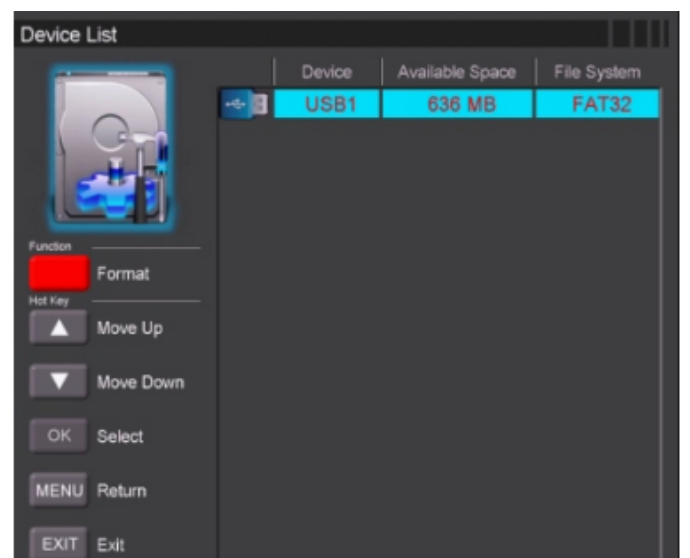 Device List
Device Available Space File System
USB1 636 MB FAT32
Function
Format
Hot Key
Move Up
Move Down
OK Select
MENU Return
EXIT Exit